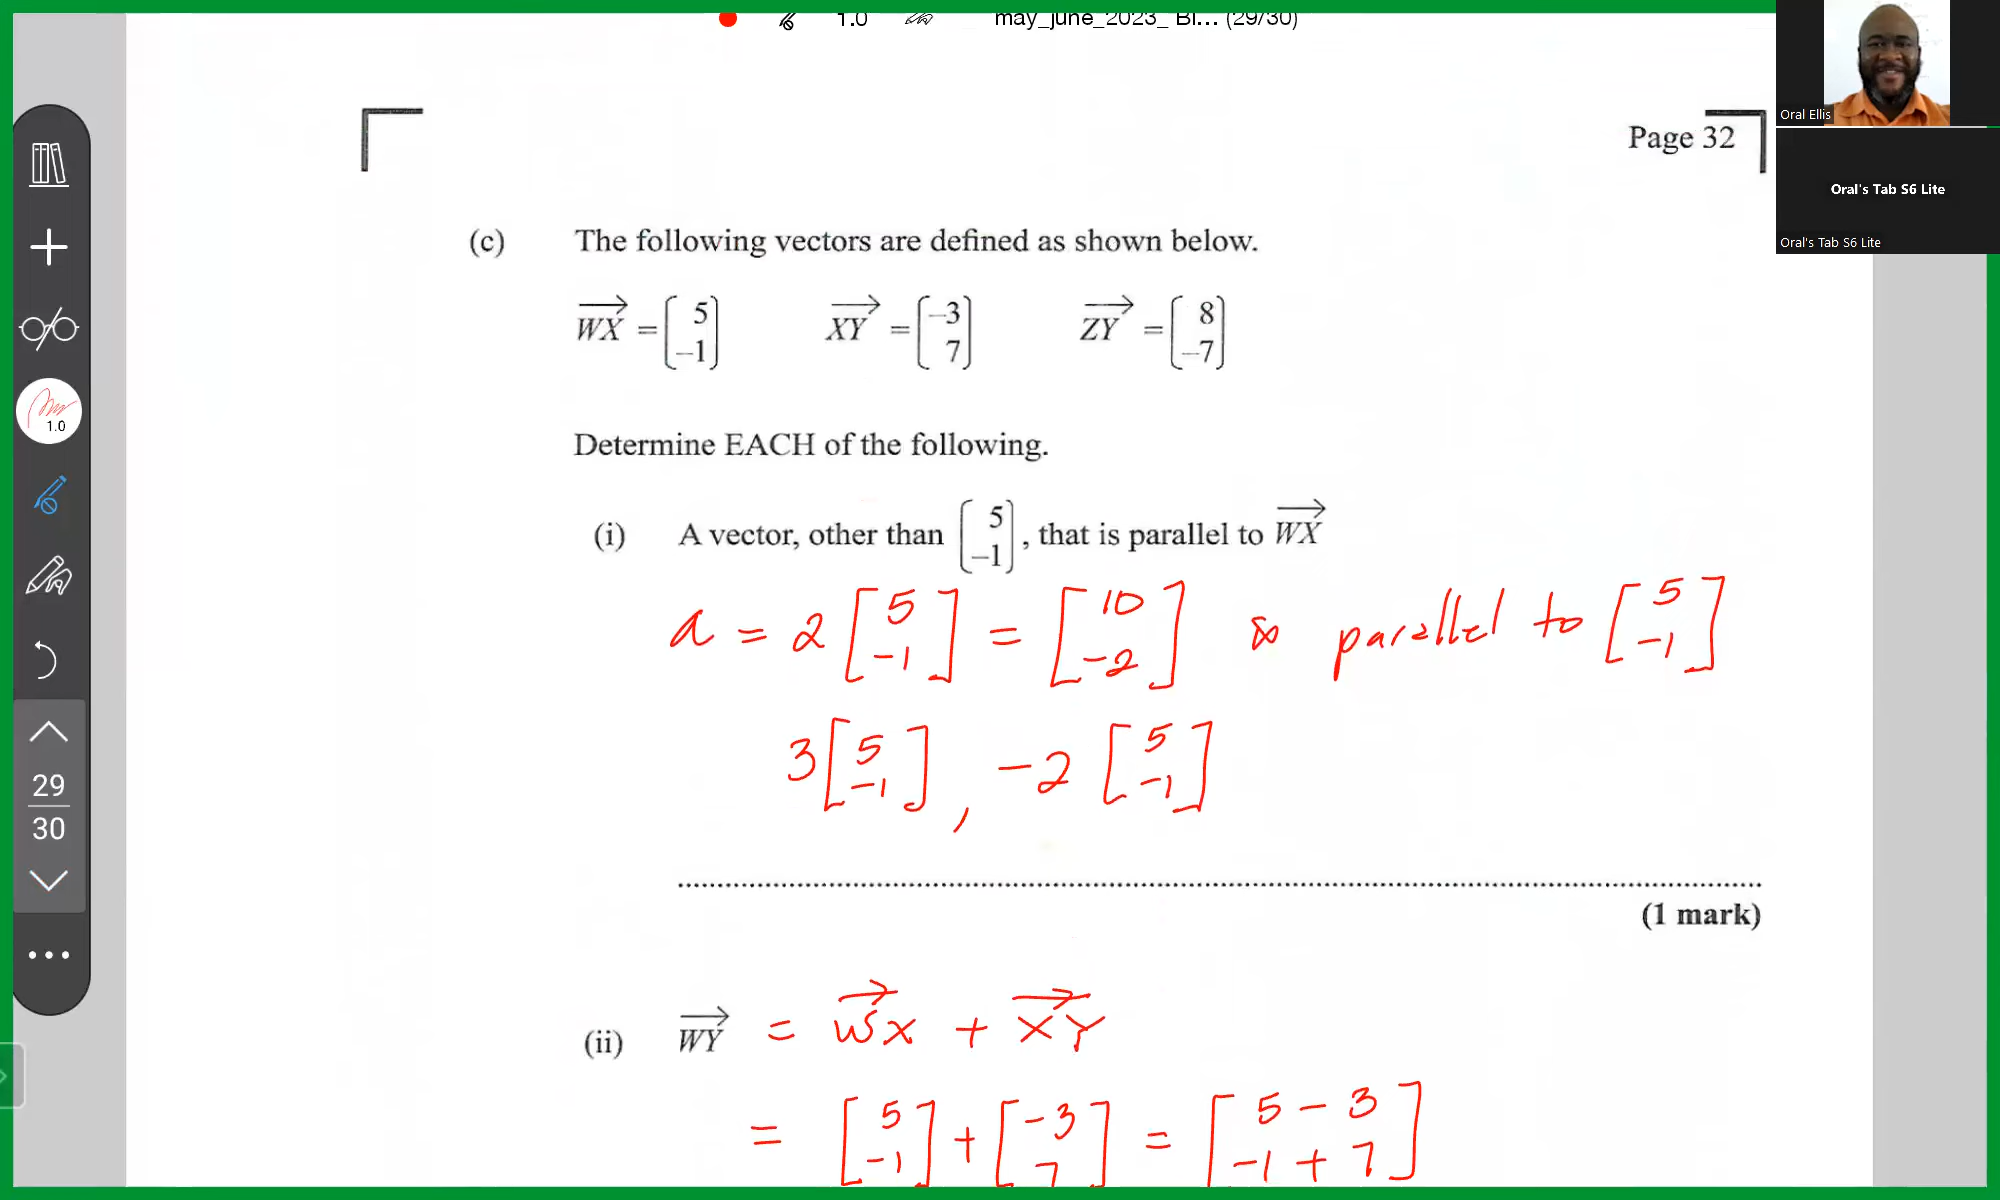 1.0 may_june_2023_ Bl... (29/30)
Oral Ellis
Oral's Tab S6 Lite
Oral's Tab S6 Lite
1.0
29
30
Page 32
(c) The following vectors are defined as shown below.
WX = [5 -1] XY = [-3 7] ZY = [8 -7]
Determine EACH of the following.
(i) A vector, other than [5 -1], that is parallel to WX
a = 2 [5 -1] = [10 -2] is parallel to [5 -1]
3 [5 -1] , -2 [5 -1]
(1 mark)
(ii) WY = WX + XY
= [5 -1] + [-3 7] = [5 - 3 -1 + 7]